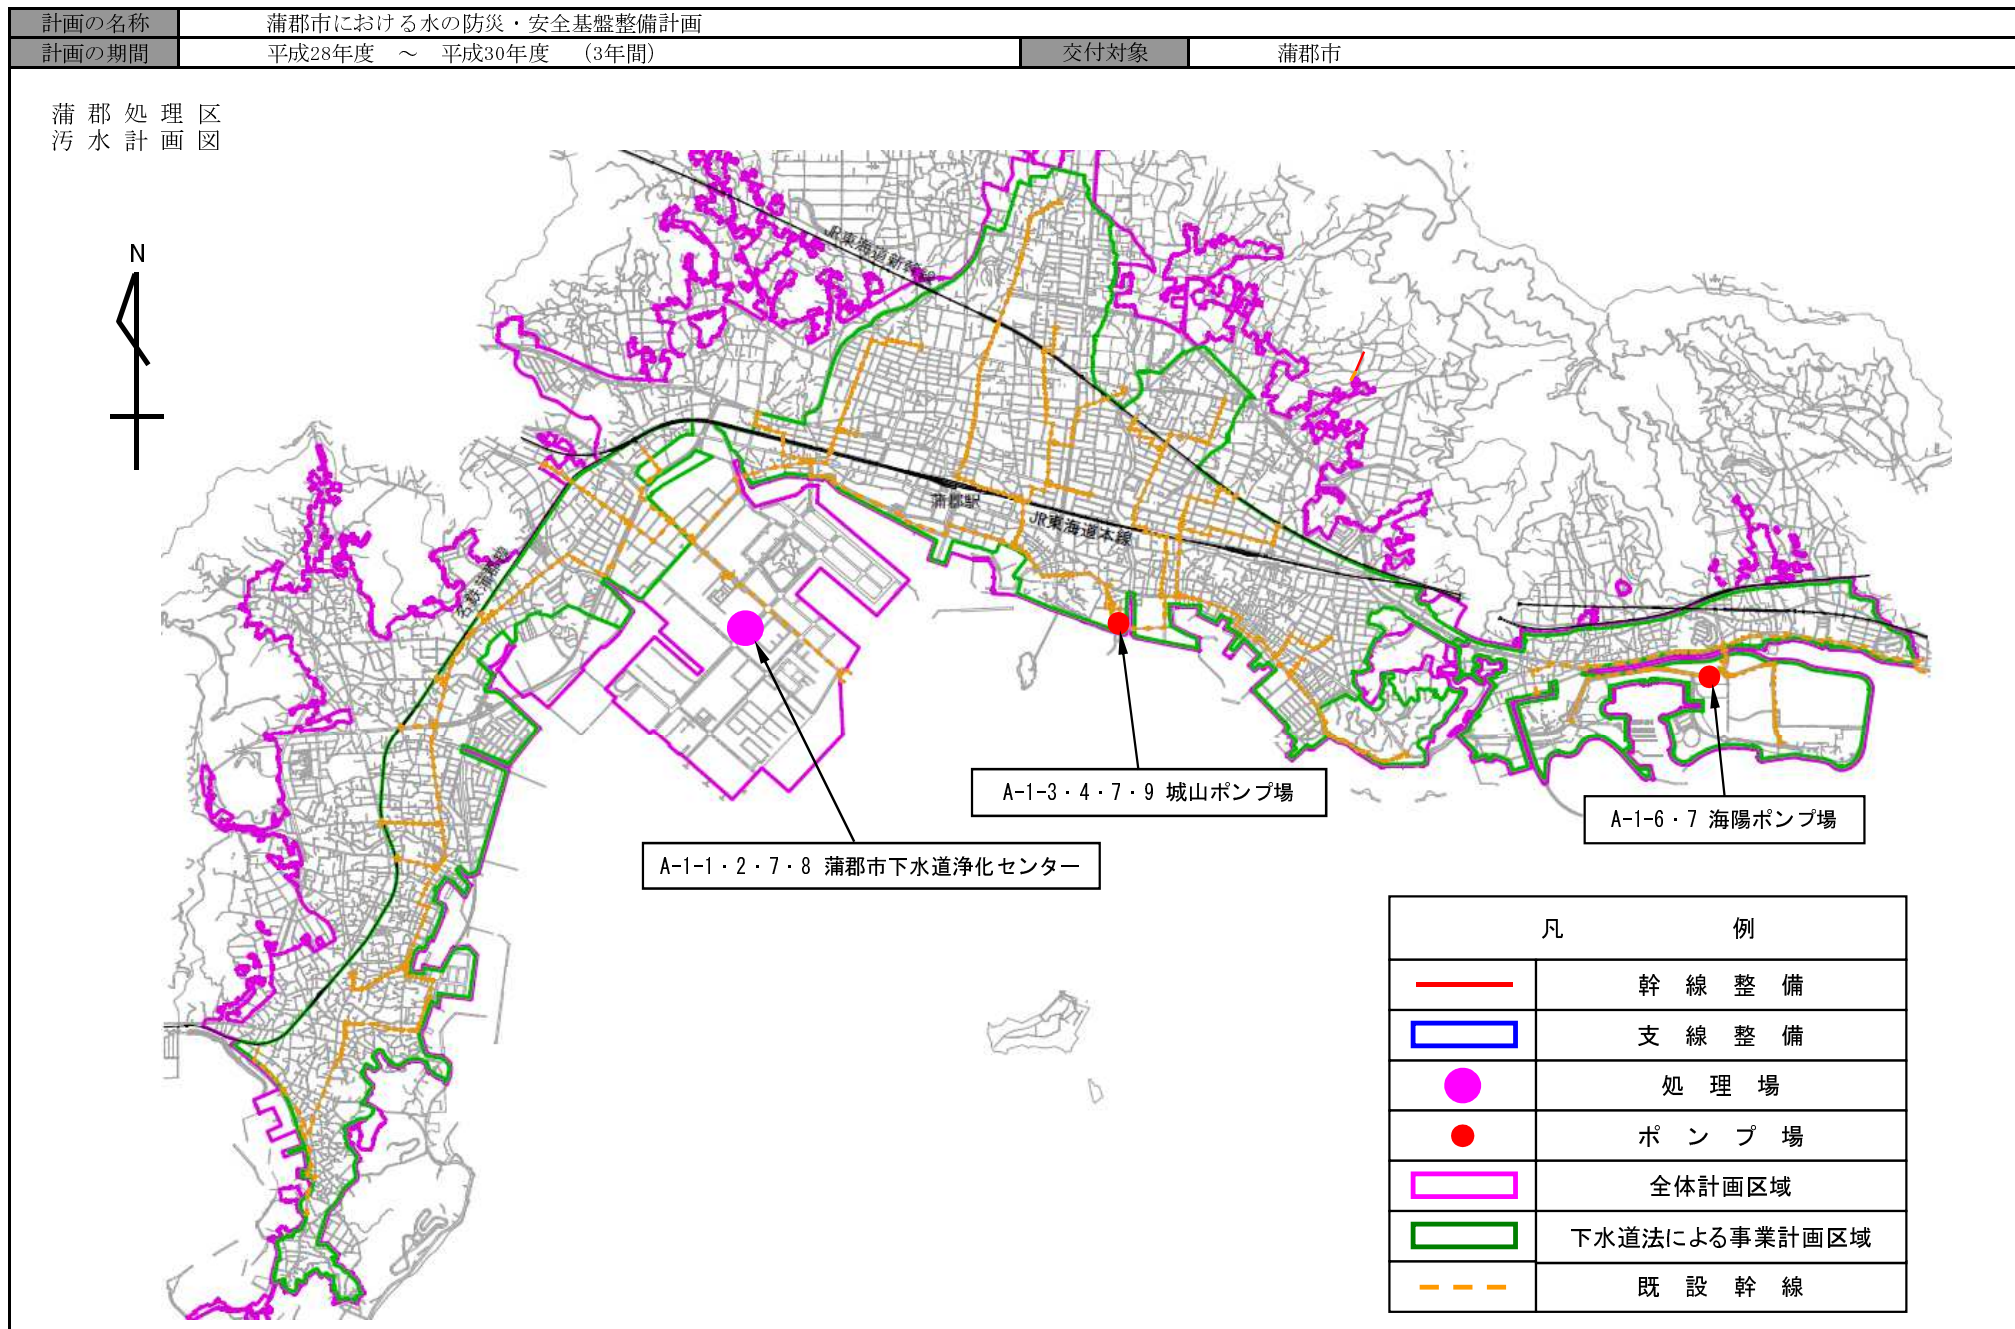 計画の名称 蒲郡市における水の防災・安全基盤整備計画
計画の期間 平成28年度 ～ 平成30年度 (3年間) 交付対象 蒲郡市
蒲郡処理区
汚水計画図
N
JR東海道新幹線
蒲郡駅
JR東海道本線
名鉄蒲郡線
A-1-3・4・7・9 城山ポンプ場
A-1-6・7 海陽ポンプ場
A-1-1・2・7・8 蒲郡市下水道浄化センター
凡例
幹線整備
支線整備
処理場
ポンプ場
全体計画区域
下水道法による事業計画区域
既設幹線